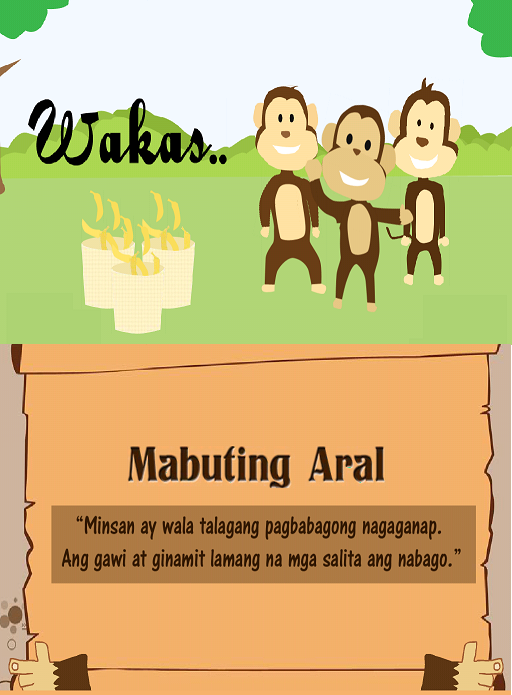 Wakas..
Mabuting Aral
“Minsan ay wala talagang pagbabagong nagaganap.
Ang gawi at ginamit lamang na mga salita ang nabago.”